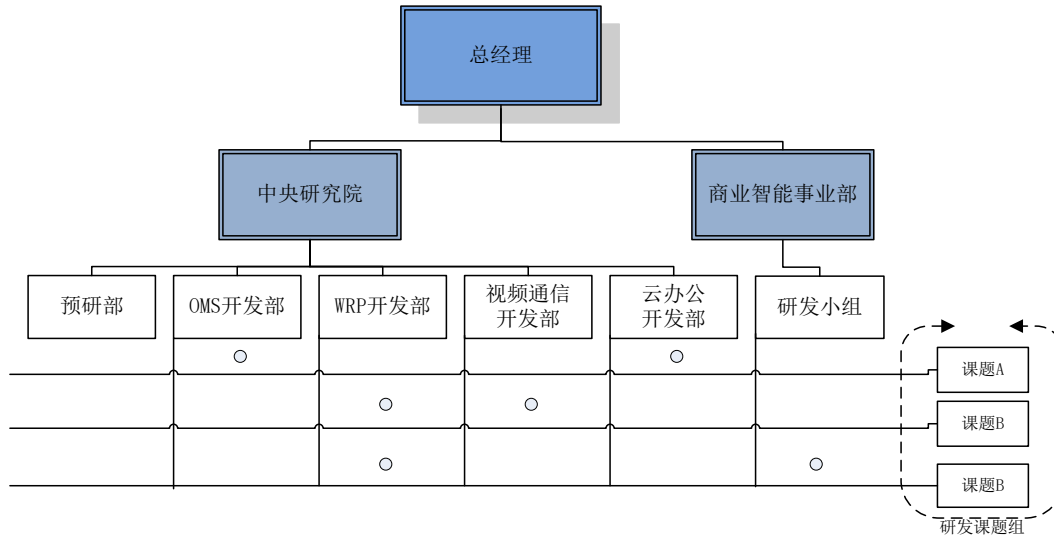 总经理
中央研究院
商业智能事业部
预研部
OMS开发部
WRP开发部
视频通信
开发部
云办公
开发部
研发小组
课题A
课题B
课题B
研发课题组